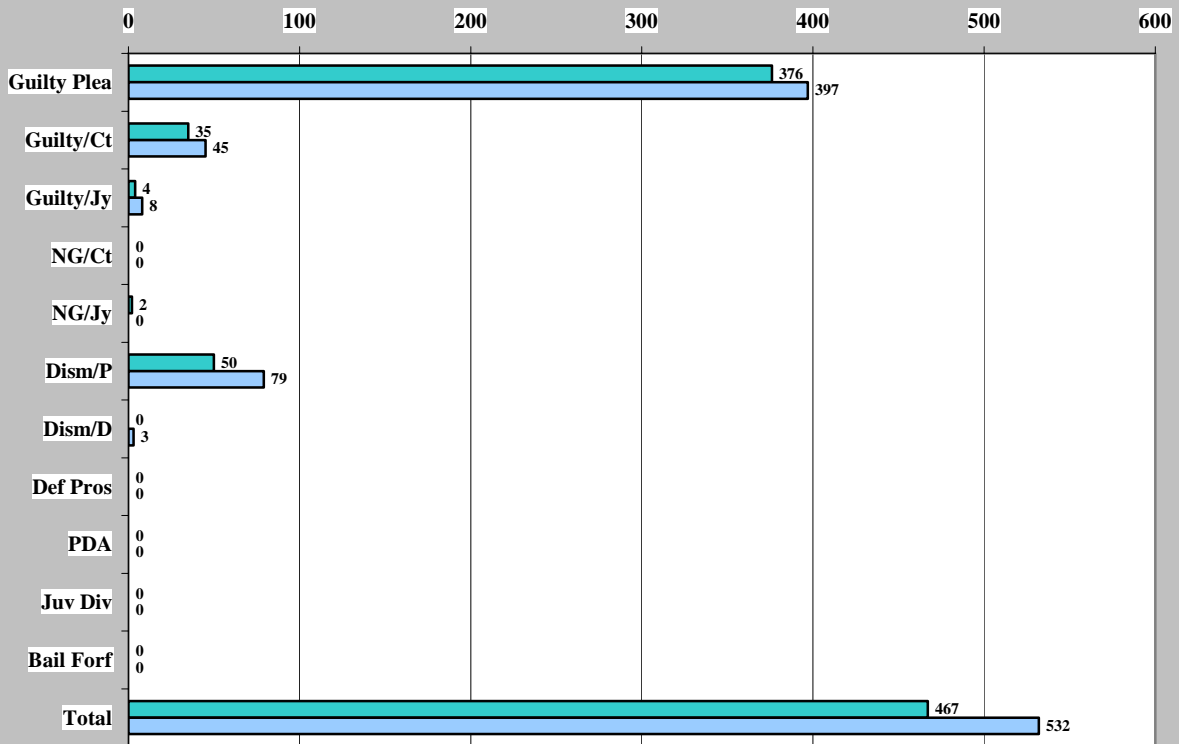 0 100 200 300 400 500 600
Guilty Plea 376
397
Guilty/Ct 35
45
Guilty/Jy 4
8
NG/Ct 0
0
NG/Jy 2
0
Dism/P 50
79
Dism/D 0
3
Def Pros 0
0
PDA 0
0
Juv Div 0
0
Bail Forf 0
0
Total 467
532